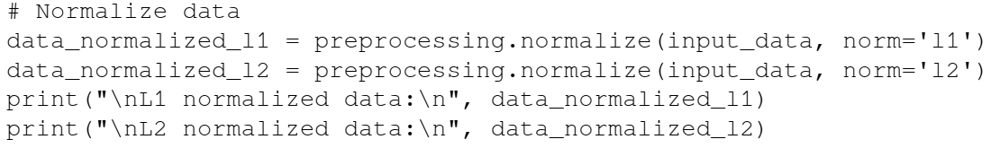 # Normalize data
data_normalized_l1 = preprocessing.normalize(input_data, norm='l1')
data_normalized_l2 = preprocessing.normalize(input_data, norm='l2')
print("\nL1 normalized data:\n", data_normalized_l1)
print("\nL2 normalized data:\n", data_normalized_l2)